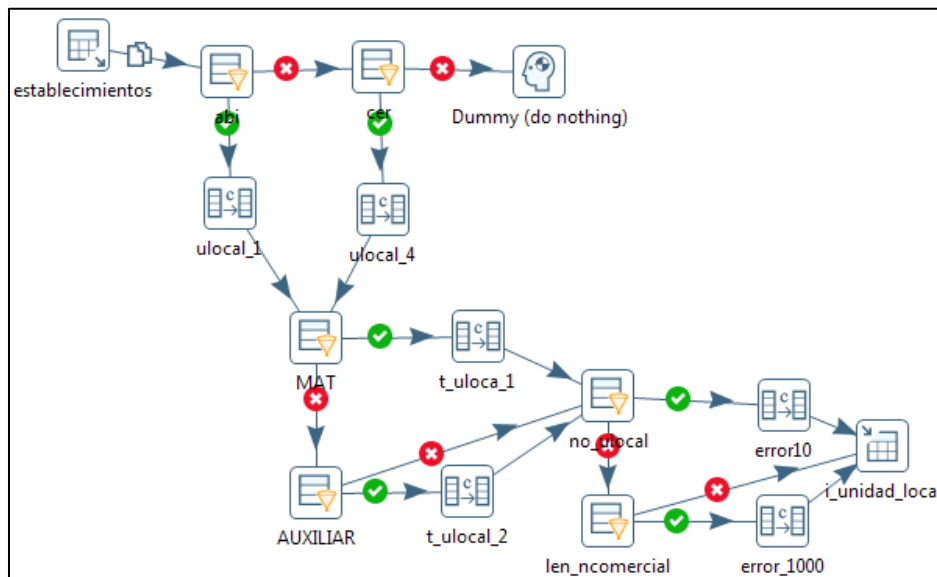 establecimientos
abi
cer
Dummy (do nothing)
c
ulocal_1
c
ulocal_4
MAT
c
t_uloca_1
no_ulocal
c
error10
i_unidad_loca
AUXILIAR
c
t_ulocal_2
len_ncomercial
c
error_1000